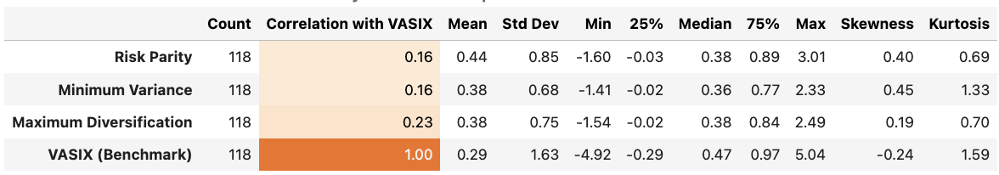 Count Correlation with VASIX Mean Std Dev Min 25% Median 75% Max Skewness Kurtosis
Risk Parity 118 0.16 0.44 0.85 -1.60 -0.03 0.38 0.89 3.01 0.40 0.69
Minimum Variance 118 0.16 0.38 0.68 -1.41 -0.02 0.36 0.77 2.33 0.45 1.33
Maximum Diversification 118 0.23 0.38 0.75 -1.54 -0.02 0.38 0.84 2.49 0.19 0.70
VASIX (Benchmark) 118 1.00 0.29 1.63 -4.92 -0.29 0.47 0.97 5.04 -0.24 1.59